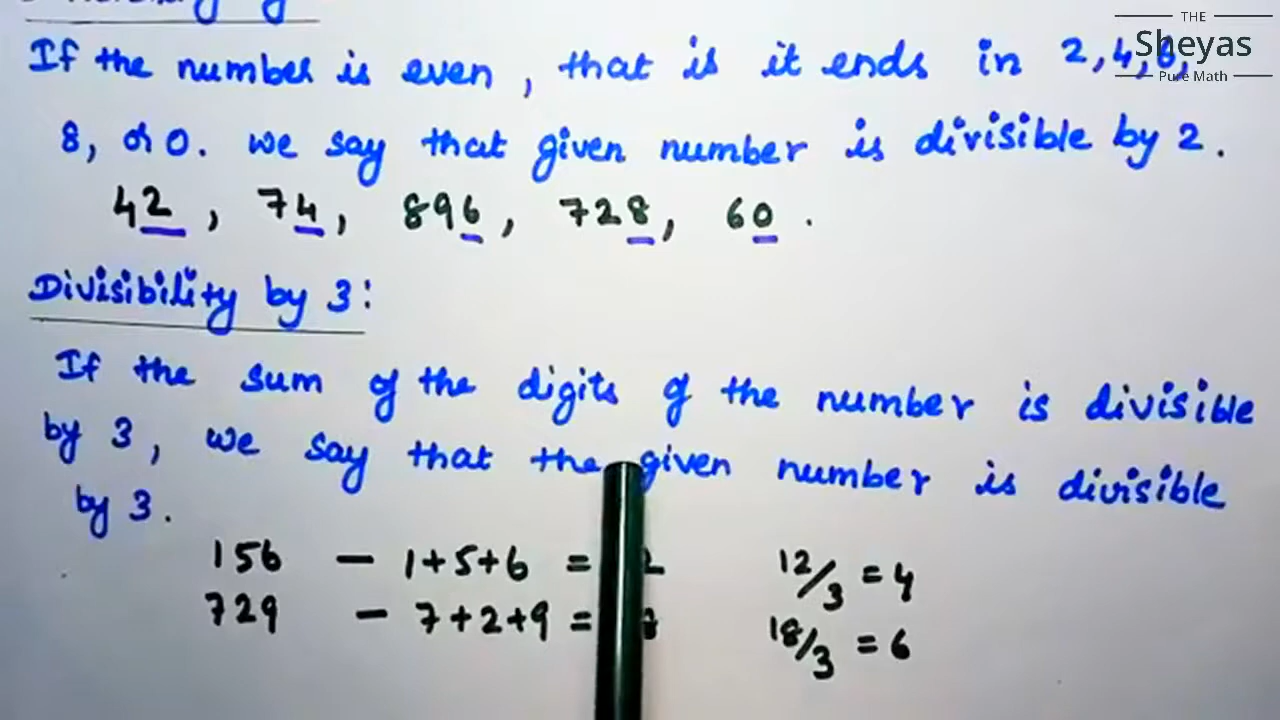 THE
Sheyas
Pure Math
If the number is even, that is it ends in 2,4,6,
8, or 0. we say that given number is divisible by 2.
42, 74, 896, 728, 60.
Divisibility by 3:
If the sum of the digits of the number is divisible
by 3, we say that the given number is divisible
by 3.
156 — 1+5+6 = 2 12/3 = 4
729 — 7+2+9 = 8 18/3 = 6